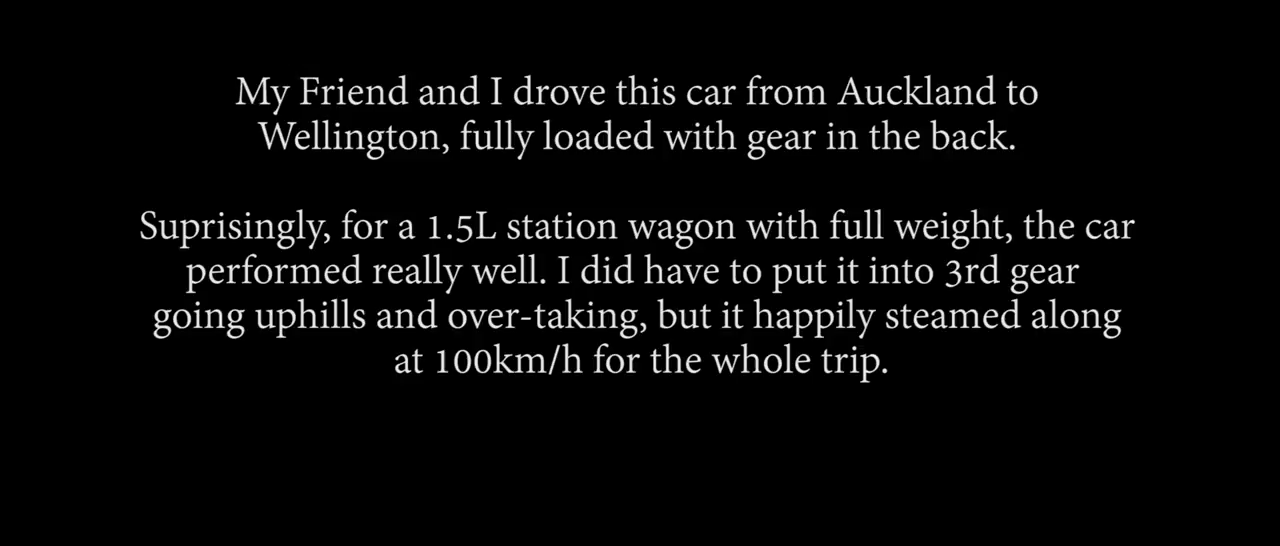 My Friend and I drove this car from Auckland to
Wellington, fully loaded with gear in the back.
Suprisingly, for a 1.5L station wagon with full weight, the car
performed really well. I did have to put it into 3rd gear
going uphills and over-taking, but it happily steamed along
at 100km/h for the whole trip.